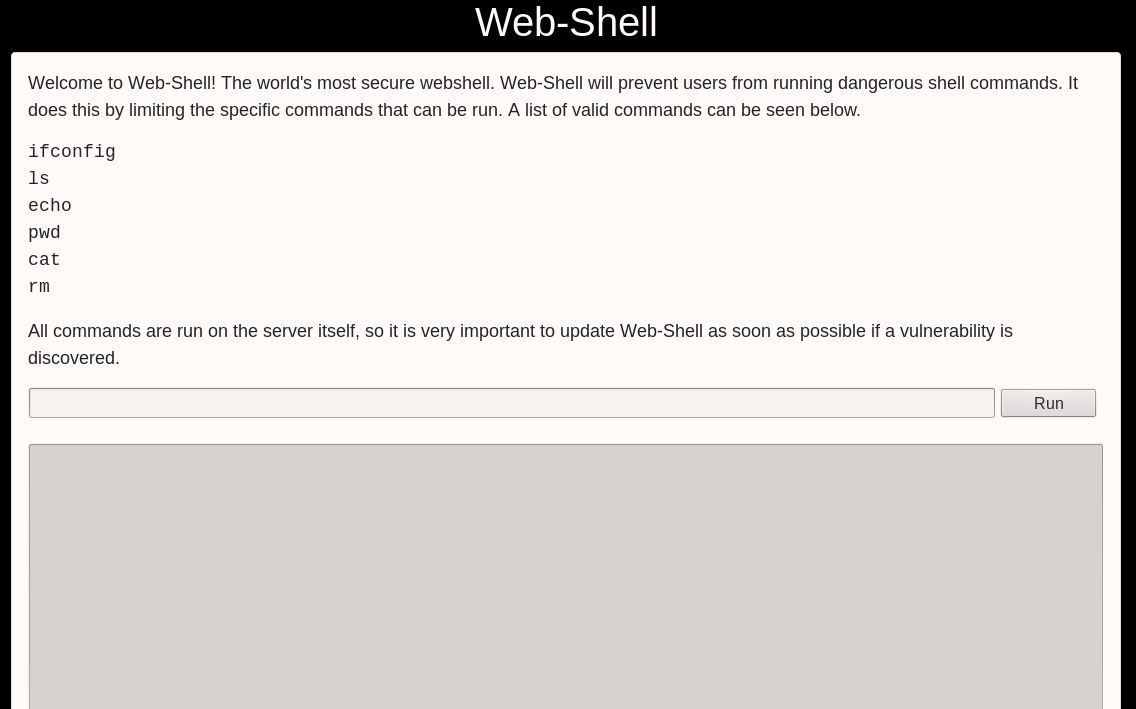 Web-Shell
Welcome to Web-Shell! The world's most secure webshell. Web-Shell will prevent users from running dangerous shell commands. It
does this by limiting the specific commands that can be run. A list of valid commands can be seen below.
ifconfig
ls
echo
pwd
cat
rm
All commands are run on the server itself, so it is very important to update Web-Shell as soon as possible if a vulnerability is
discovered.
Run